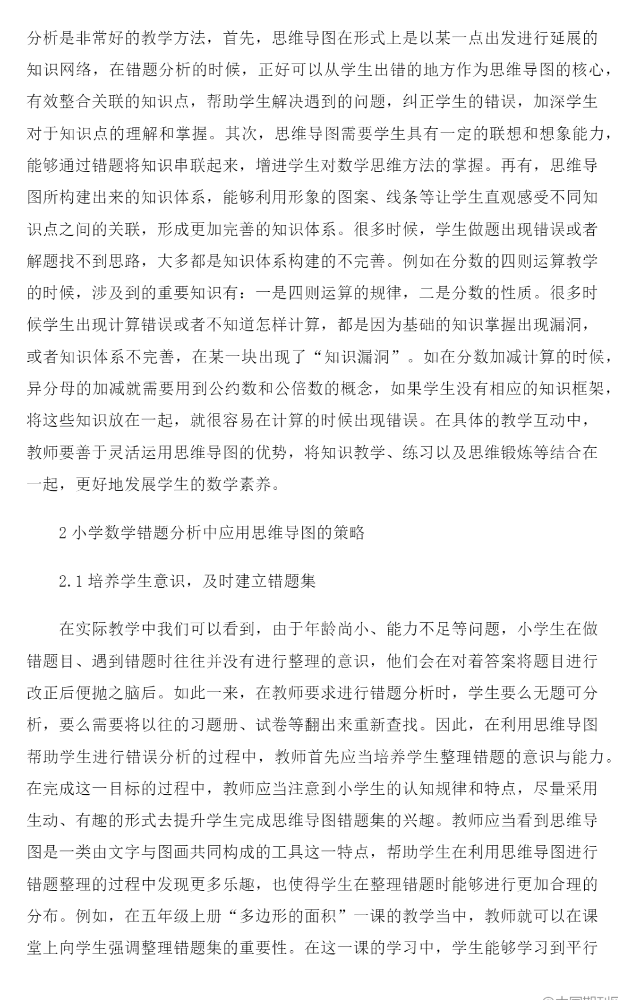 分析是非常好的教学方法，首先，思维导图在形式上是以某一点出发进行延展的
知识网络，在错题分析的时候，正好可以从学生出错的地方作为思维导图的核心，
有效整合关联的知识点，帮助学生解决遇到的问题，纠正学生的错误，加深学生
对于知识点的理解和掌握。其次，思维导图需要学生具有一定的联想和想象能力，
能够通过错题将知识串联起来，增进学生对数学思维方法的掌握。再有，思维导
图所构建出来的知识体系，能够利用形象的图案、线条等让学生直观感受不同知
识点之间的关联，形成更加完善的知识体系。很多时候，学生做题出现错误或者
解题找不到思路，大多都是知识体系构建的不完善。例如在分数的四则运算教学
的时候，涉及到的重要知识有：一是四则运算的规律，二是分数的性质。很多时
候学生出现计算错误或者不知道怎样计算，都是因为基础的知识掌握出现漏洞，
或者知识体系不完善，在某一块出现了“知识漏洞”。如在分数加减计算的时候，
异分母的加减就需要用到公约数和公倍数的概念，如果学生没有相应的知识框架，
将这些知识放在一起，就很容易在计算的时候出现错误。在具体的教学互动中，
教师要善于灵活运用思维导图的优势，将知识教学、练习以及思维锻炼等结合在
一起，更好地发展学生的数学素养。
2 小学数学错题分析中应用思维导图的策略
2.1 培养学生意识，及时建立错题集
在实际教学中我们可以看到，由于年龄尚小、能力不足等问题，小学生在做
错题目、遇到错题时往往并没有进行整理的意识，他们会在对着答案将题目进行
改正后便抛之脑后。如此一来，在教师要求进行错题分析时，学生要么无题可分
析，要么需要将以往的习题册、试卷等翻出来重新查找。因此，在利用思维导图
帮助学生进行错误分析的过程中，教师首先应当培养学生整理错题的意识与能力。
在完成这一目标的过程中，教师应当注意到小学生的认知规律和特点，尽量采用
生动、有趣的形式去提升学生完成思维导图错题集的兴趣。教师应当看到思维导
图是一类由文字与图画共同构成的工具这一特点，帮助学生在利用思维导图进行
错题整理的过程中发现更多乐趣，也使得学生在整理错题时能够进行更加合理的
分布。例如，在五年级上册“多边形的面积”一课的教学当中，教师就可以在课
堂上向学生强调整理错题集的重要性。在这一课的学习中，学生能够学习到平行